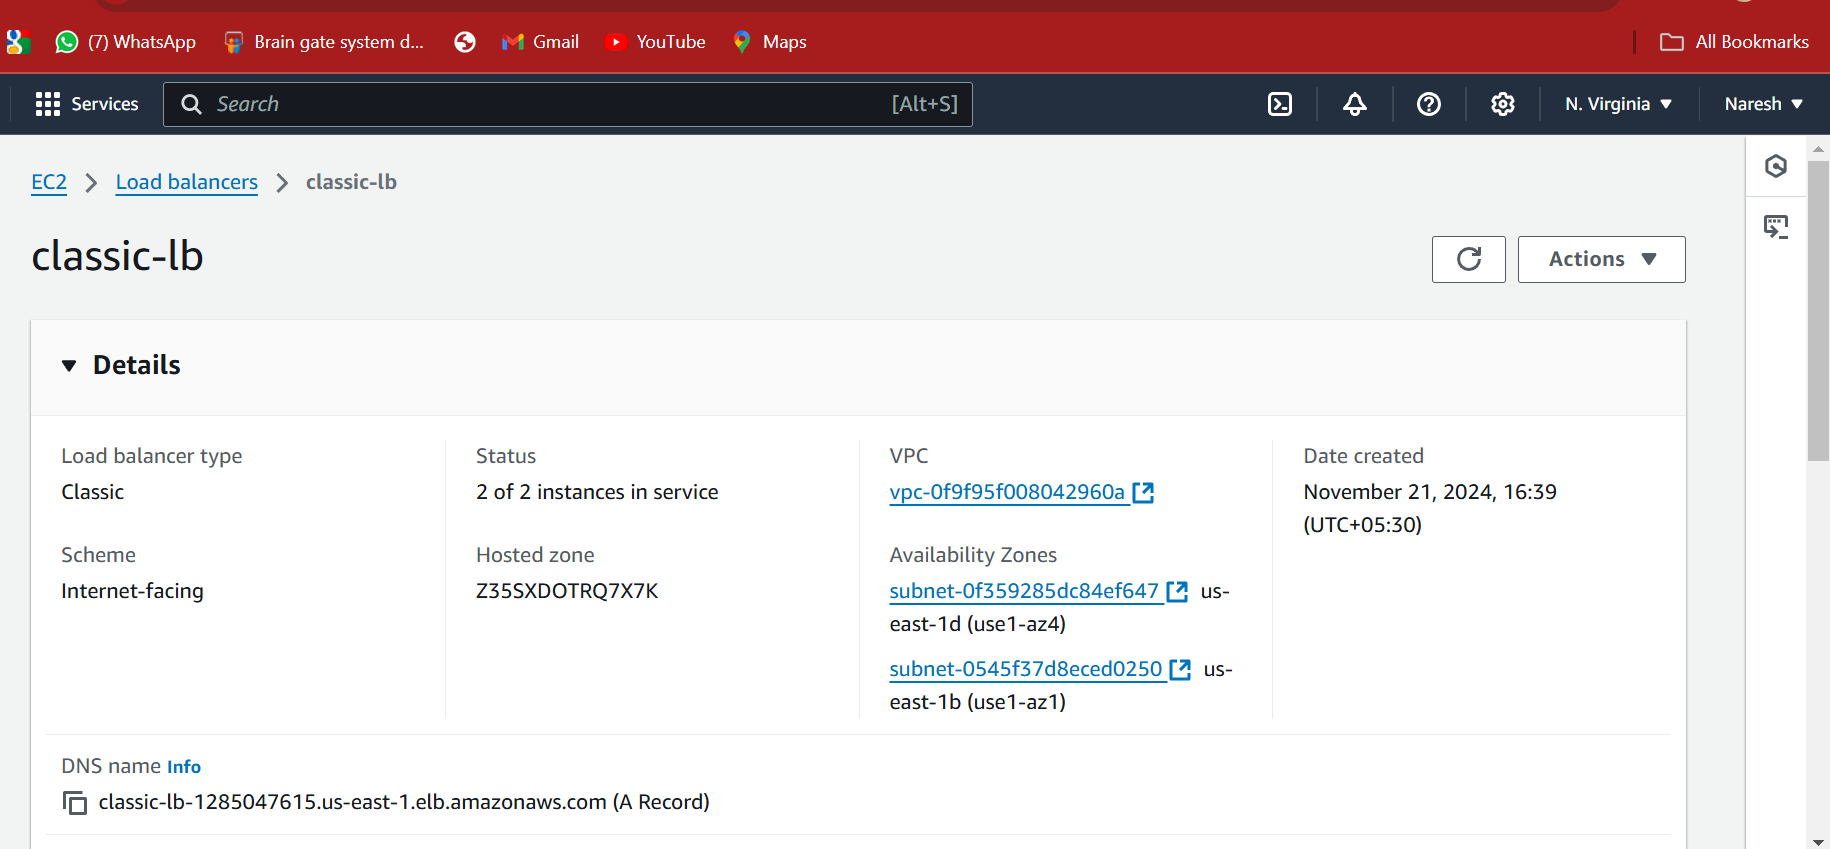 (7) WhatsApp
Brain gate system d...
Gmail
YouTube
Maps
All Bookmarks
Services
Search
[Alt+S]
N. Virginia
Naresh
EC2
Load balancers
classic-lb
classic-lb
Actions
Details
Load balancer type
Classic
Scheme
Internet-facing
Status
2 of 2 instances in service
Hosted zone
Z35SXDOTRQ7X7K
VPC
vpc-0f9f95f008042960a
Availability Zones
subnet-0f359285dc84ef647 us-
east-1d (use1-az4)
subnet-0545f37d8eced0250 us-
east-1b (use1-az1)
Date created
November 21, 2024, 16:39
(UTC+05:30)
DNS name Info
classic-lb-1285047615.us-east-1.elb.amazonaws.com (A Record)